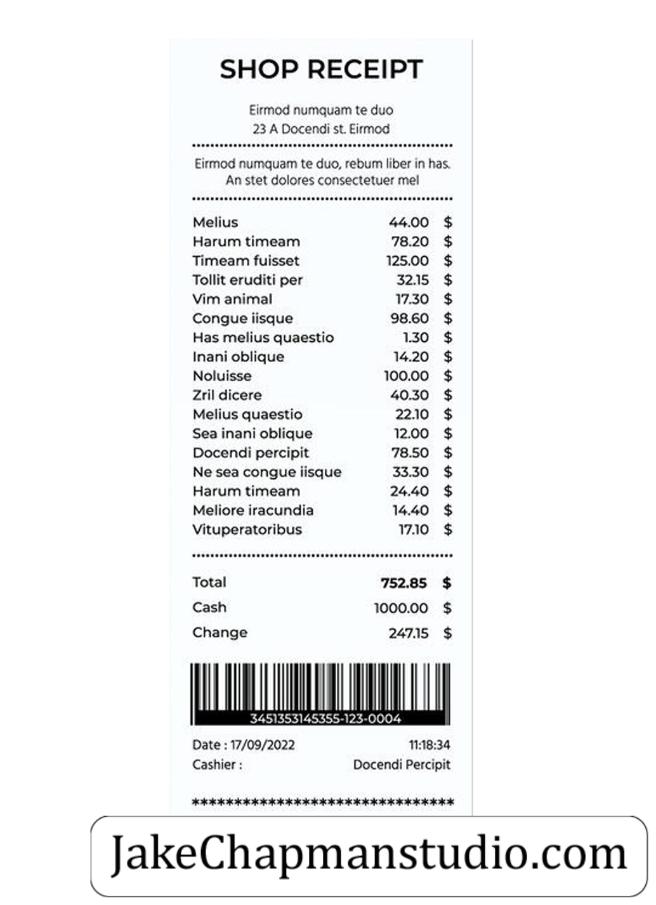 SHOP RECEIPT
Eirmod numquam te duo
23 A Docendi st. Eirmod
Eirmod numquam te duo, rebum liber in has.
An stet dolores consectetuer mel
Melius 44.00 $
Harum timeam 78.20 $
Timeam fuisset 125.00 $
Tollit eruditi per 32.15 $
Vim animal 17.30 $
Congue iisque 98.60 $
Has melius quaestio 1.30 $
Inani oblique 14.20 $
Noluisse 100.00 $
Zril dicere 40.30 $
Melius quaestio 22.10 $
Sea inani oblique 12.00 $
Docendi percipit 78.50 $
Ne sea congue iisque 33.30 $
Harum timeam 24.40 $
Meliore iracundia 14.40 $
Vituperatoribus 17.10 $
Total 752.85 $
Cash 1000.00 $
Change 247.15 $
3451353145355-123-0004
Date : 17/09/2022 11:18:34
Cashier : Docendi Percipit
*******************************
JakeChapmanstudio.com